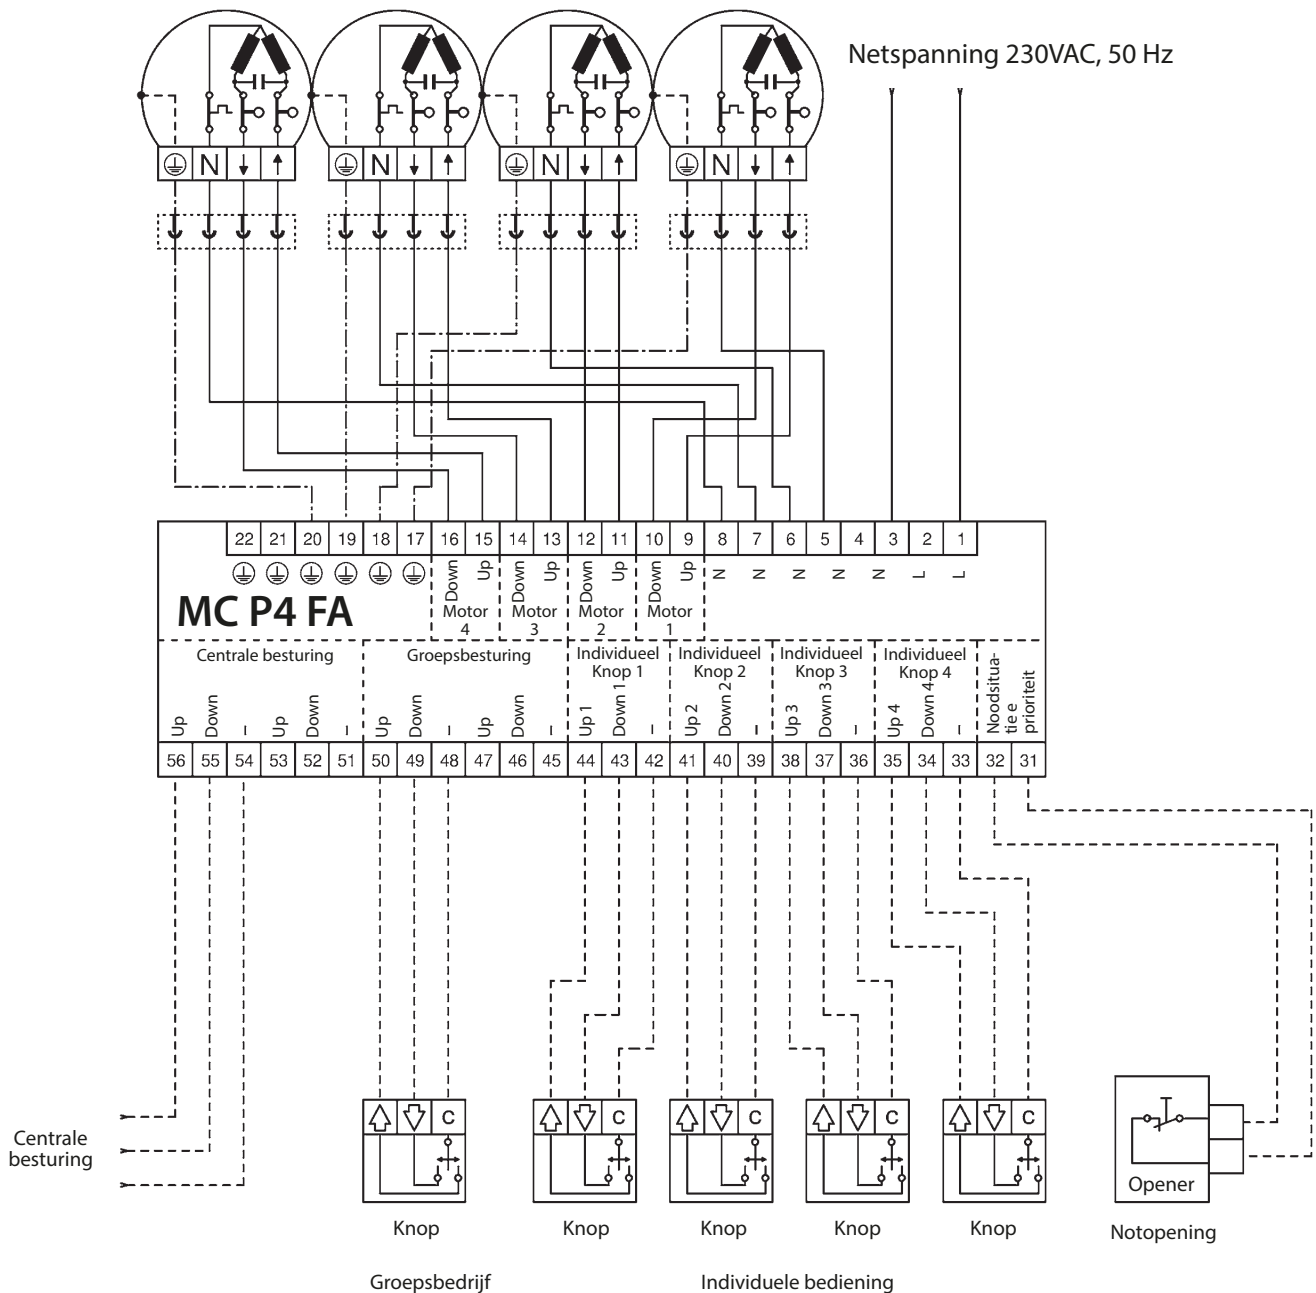 Netspanning 230VAC, 50 Hz
N N N N
22 21 20 19 18 17 16 15 14 13 12 11 10 9 8 7 6 5 4 3 2 1
Down Up Down Up Down Up Down Up N N N N N L L
Motor 4
Motor 3
Motor 2
Motor 1
MC P4 FA
Centrale besturing
Groepsbesturing
Individueel Knop 1
Individueel Knop 2
Individueel Knop 3
Individueel Knop 4
Noodsitua-
tie e
prioriteit
Up Down – Up Down – Up Down – Up Down – Up 1 Down 1 – Up 2 Down 2 – Up 3 Down 3 – Up 4 Down 4 –
56 55 54 53 52 51 50 49 48 47 46 45 44 43 42 41 40 39 38 37 36 35 34 33 32 31
Centrale
besturing
C C C C C
Opener
Knop Knop Knop Knop Knop
Notopening
Groepsbedrijf
Individuele bediening